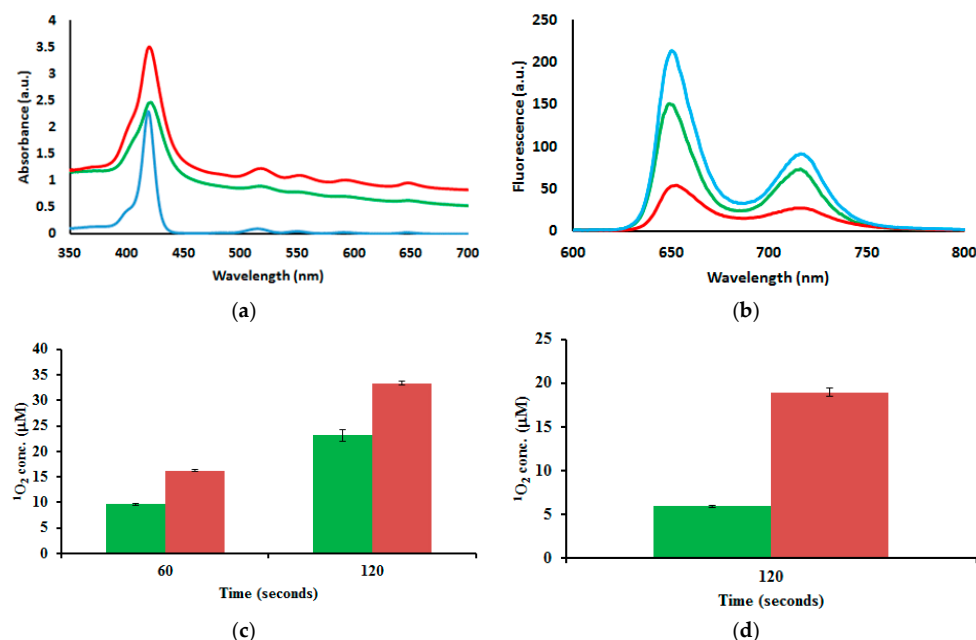 4
3.5
3
2.5
2
1.5
1
0.5
0
350 400 450 500 550 600 650 700
Absorbance (a.u.)
Wavelength (nm)
(a)
250
200
150
100
50
0
600 650 700 750 800
Fluorescence (a.u.)
Wavelength (nm)
(b)
40
35
30
25
20
15
10
5
0
60 120
¹O₂ conc. (µM)
Time (seconds)
(c)
25
20
15
10
5
0
120
¹O₂ conc. (µM)
Time (seconds)
(d)